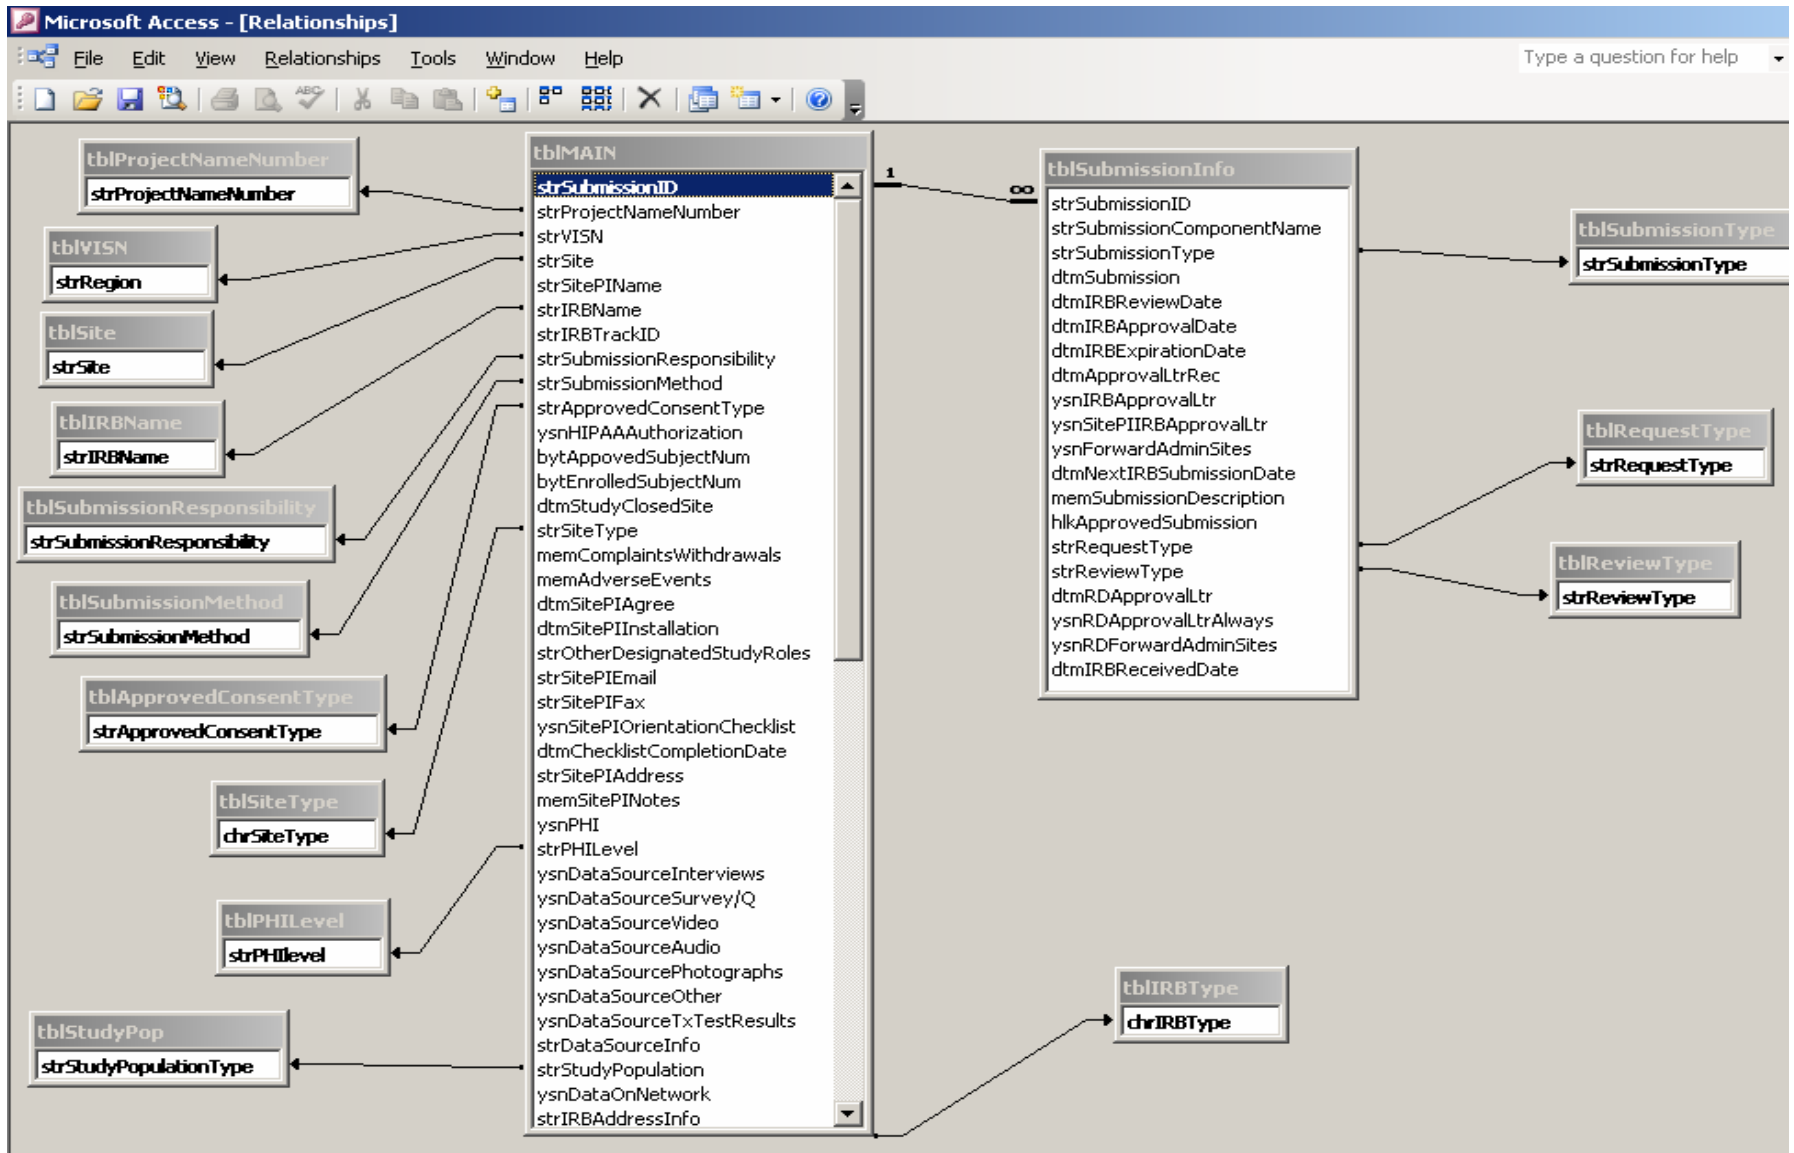 Microsoft Access - [Relationships]
File Edit View Relationships Tools Window Help
Type a question for help
ABC
tblProjectNameNumber
strProjectNameNumber
tblVISN
strRegion
tblSite
strSite
tblIRBName
strIRBName
tblSubmissionResponsibility
strSubmissionResponsibility
tblSubmissionMethod
strSubmissionMethod
tblApprovedConsentType
strApprovedConsentType
tblSiteType
chrSiteType
tblPHILevel
strPHIlevel
tblStudyPop
strStudyPopulationType
tblMAIN
strSubmissionID
strProjectNameNumber
strVISN
strSite
strSitePIName
strIRBName
strIRBTrackID
strSubmissionResponsibility
strSubmissionMethod
strApprovedConsentType
ysnHIPAAAuthorization
bytAppovedSubjectNum
bytEnrolledSubjectNum
dtmStudyClosedSite
strSiteType
memComplaintsWithdrawals
memAdverseEvents
dtmSitePIAgree
dtmSitePIInstallation
strOtherDesignatedStudyRoles
strSitePIEmail
strSitePIFax
ysnSitePIOrientationChecklist
dtmChecklistCompletionDate
strSitePIAddress
memSitePINotes
ysnPHI
strPHILevel
ysnDataSourceInterviews
ysnDataSourceSurvey/Q
ysnDataSourceVideo
ysnDataSourceAudio
ysnDataSourcePhotographs
ysnDataSourceOther
ysnDataSourceTxTestResults
strDataSourceInfo
strStudyPopulation
ysnDataOnNetwork
strIRBAddressInfo
1
∞
tblSubmissionInfo
strSubmissionID
strSubmissionComponentName
strSubmissionType
dtmSubmission
dtmIRBReviewDate
dtmIRBApprovalDate
dtmIRBExpirationDate
dtmApprovalLtrRec
ysnIRBApprovalLtr
ysnSitePIIRBApprovalLtr
ysnForwardAdminSites
dtmNextIRBSubmissionDate
memSubmissionDescription
hlkApprovedSubmission
strRequestType
strReviewType
dtmRDApprovalLtr
ysnRDApprovalLtrAlways
ysnRDForwardAdminSites
dtmIRBReceivedDate
tblSubmissionType
strSubmissionType
tblRequestType
strRequestType
tblReviewType
strReviewType
tblIRBType
chrIRBType